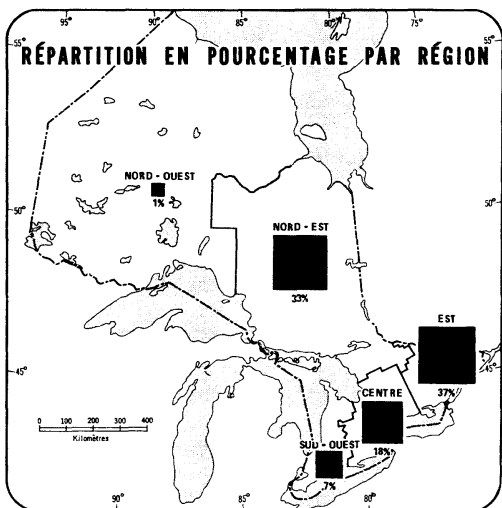 90°
85°
80°
75°
55°
55°
RÉPARTITION EN POURCENTAGE PAR RÉGION
NORD - OUEST
1%
50°
50°
NORD - EST
33%
EST
37%
45°
45°
CENTRE
18%
0 100 200 300 400
Kilomètres
SUD - OUEST
7%
90°
85°
80°